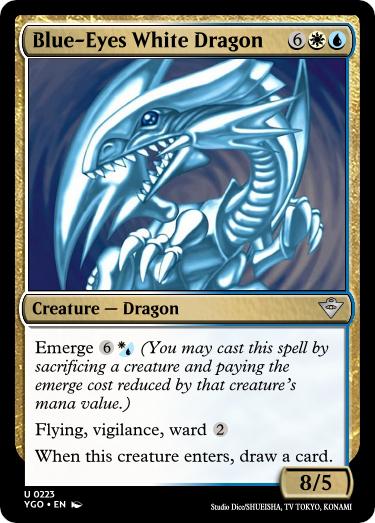 Blue-Eyes White Dragon 6
Creature — Dragon
Emerge 6 (You may cast this spell by
sacrificing a creature and paying the
emerge cost reduced by that creature's
mana value.)
Flying, vigilance, ward 2
When this creature enters, draw a card.
8/5
U 0223
YGO • EN
Studio Dice/SHUEISHA, TV TOKYO, KONAMI